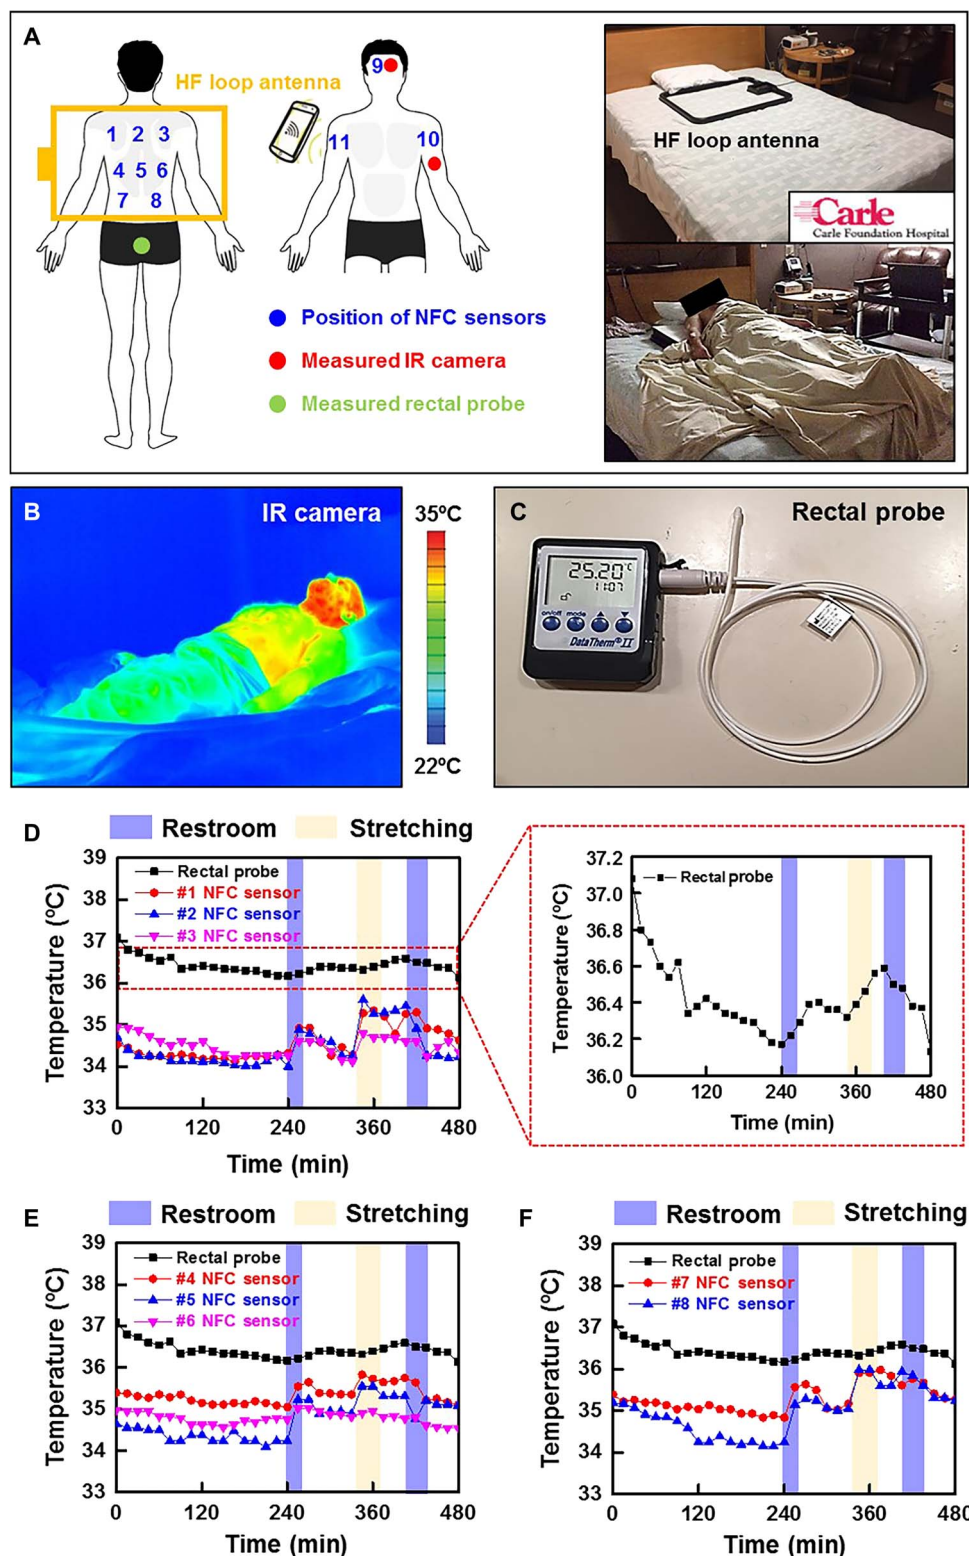 A
HF loop antenna
9
1 2 3
4 5 6
7 8
11
10
Position of NFC sensors
Measured IR camera
Measured rectal probe
HF loop antenna
Carle
Carle Foundation Hospital
B
IR camera
35ºC
22ºC
C
Rectal probe
25.20 °C
11:07
on/off mode
DataTherm® II
D
Restroom
Stretching
Temperature (ºC)
39
37
36
35
34
33
Rectal probe
#1 NFC sensor
#2 NFC sensor
#3 NFC sensor
0 120 240 360 480
Time (min)
Temperature (ºC)
37.2
37.0
36.6
36.4
36.2
36.0
Rectal probe
0 120 240 360 480
Time (min)
E
Restroom
Stretching
Temperature (ºC)
39
38
37
36
35
34
33
Rectal probe
#4 NFC sensor
#5 NFC sensor
#6 NFC sensor
0 120 240 360 480
Time (min)
F
Restroom
Stretching
Temperature (ºC)
39
38
37
36
35
34
33
Rectal probe
#7 NFC sensor
#8 NFC sensor
0 120 240 360 480
Time (min)